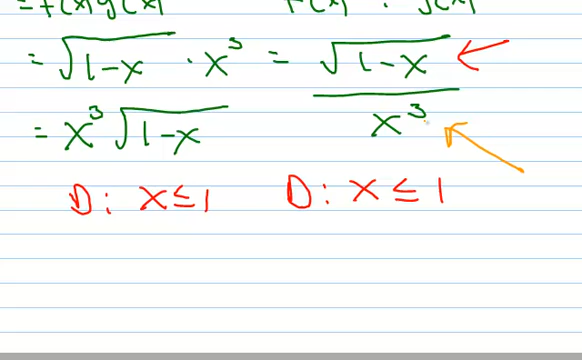 = √(1-x) · x³ = √(1-x) / x³
= x³ √(1-x)
D: x ≤ 1 D: x ≤ 1